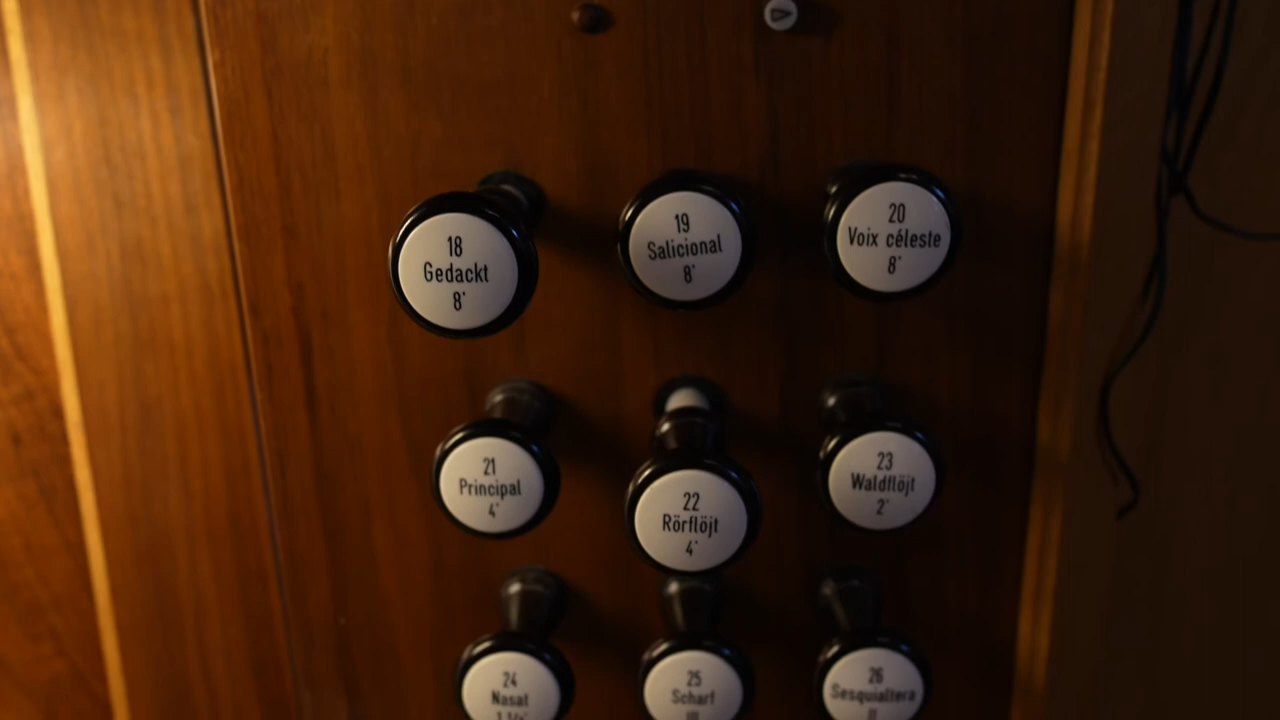 18
Gedackt
8'
19
Salicional
8'
20
Voix céleste
8'
21
Principal
4'
22
Rörflöjt
4'
23
Waldflöjt
2'
24
Nasat
25
Scharf
III
26
Sesquialtera
II